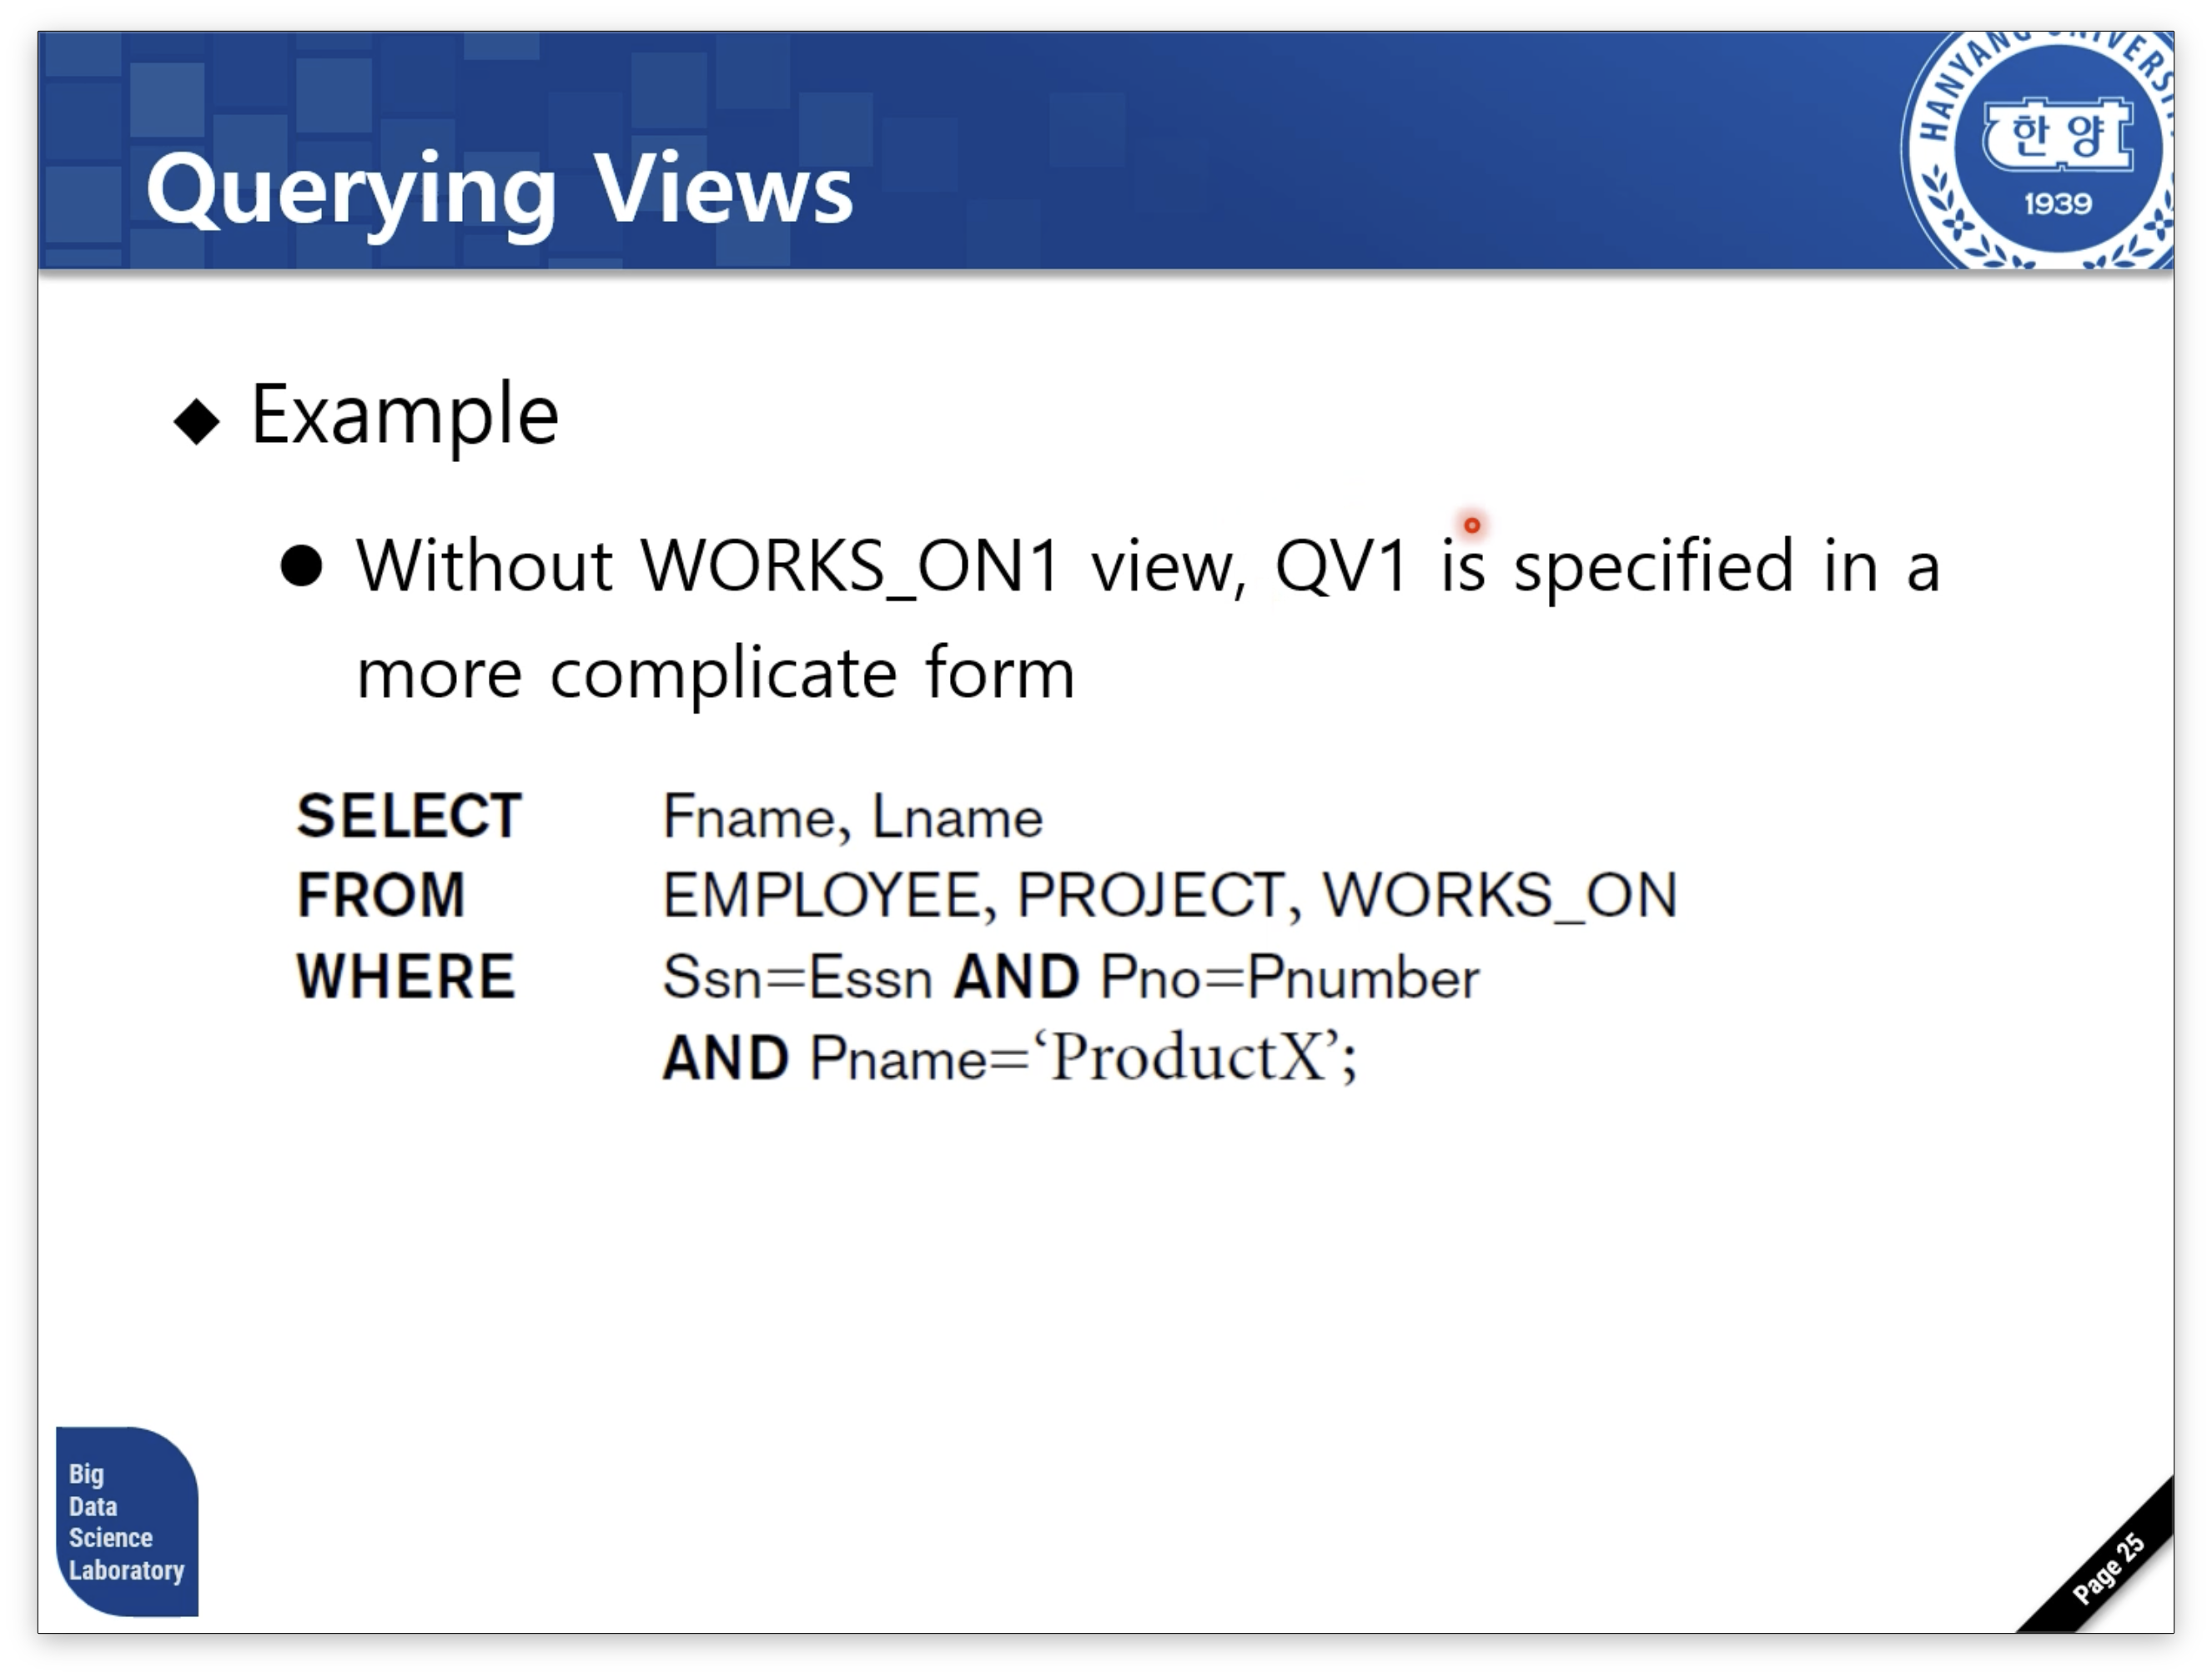 Querying Views
HANYANG UNIVERS
한양
1939
◆ Example
● Without WORKS_ON1 view, QV1 is specified in a
more complicate form
SELECT Fname, Lname
FROM EMPLOYEE, PROJECT, WORKS_ON
WHERE Ssn=Essn AND Pno=Pnumber
AND Pname=‘ProductX’;
Big
Data
Science
Laboratory
Page 25